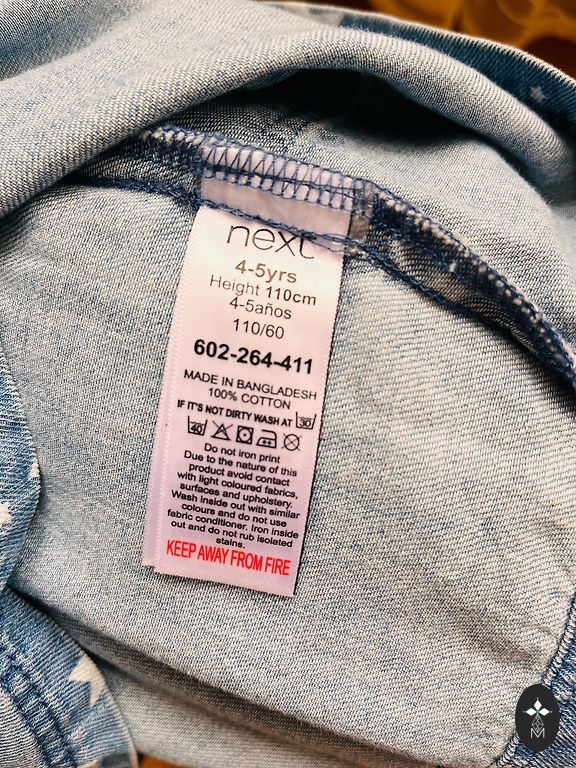 next
4-5yrs
Height 110cm
4-5años
110/60
602-264-411
MADE IN BANGLADESH
100% COTTON
IF IT'S NOT DIRTY WASH AT 30
40
Do not iron print
Due to the nature of this
product avoid contact
with light coloured fabrics,
surfaces and upholstery.
Wash inside out with similar
colours and do not use
fabric conditioner. Iron inside
out and do not rub isolated
stains.
KEEP AWAY FROM FIRE
M